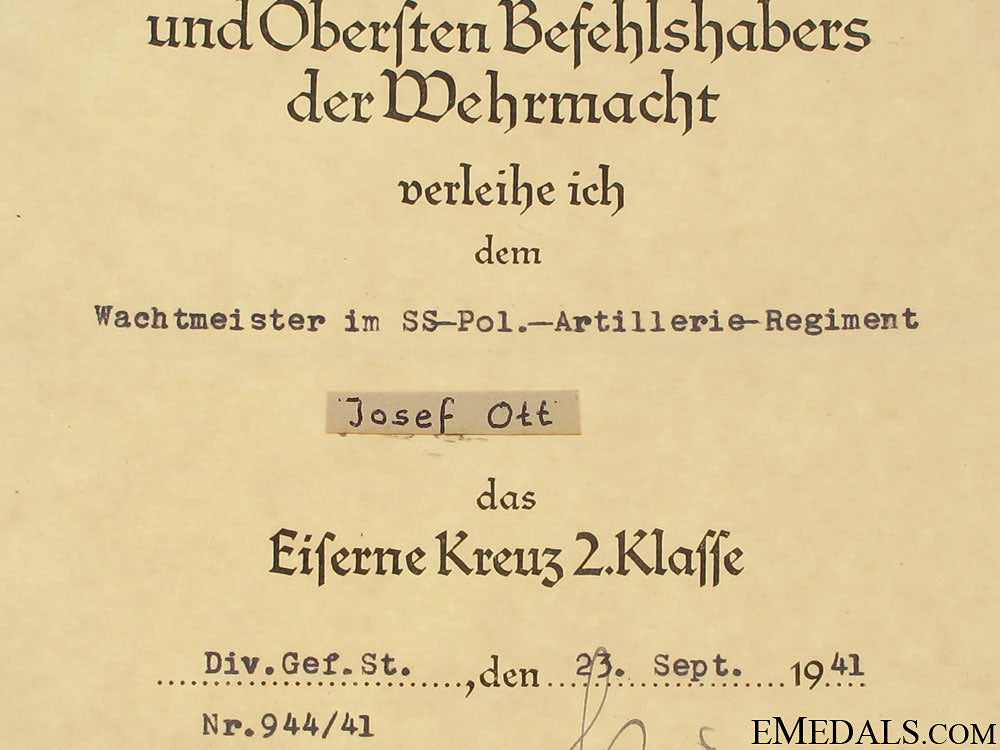 und Obersten Befehlshabers
der Wehrmacht
verleihe ich
dem
Wachtmeister im SS-Pol.-Artillerie-Regiment
Josef Ott
das
Eiserne Kreuz 2.Klasse
Div.Gef.St. , den 23. Sept. 1941
Nr.944/41
EMEDALS.COM